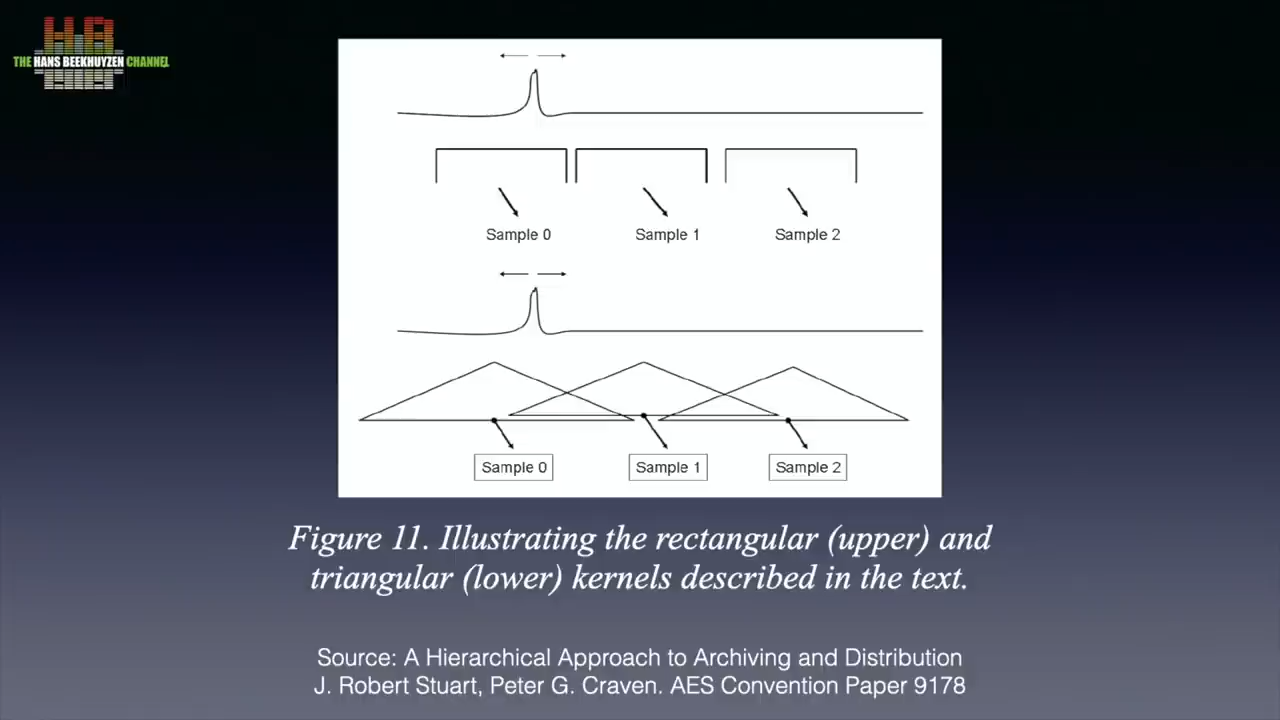 THE HANS BEEKHUYZEN CHANNEL
Sample 0 Sample 1 Sample 2
Sample 0 Sample 1 Sample 2
Figure 11. Illustrating the rectangular (upper) and
triangular (lower) kernels described in the text.
Source: A Hierarchical Approach to Archiving and Distribution
J. Robert Stuart, Peter G. Craven. AES Convention Paper 9178